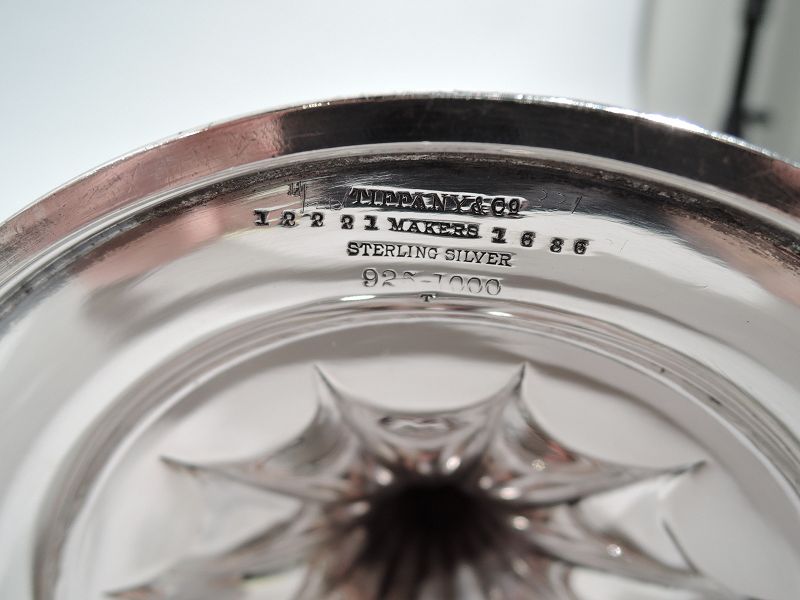 TIFFANY & Co
12221 MAKERS 1686
STERLING SILVER
925-1000
T